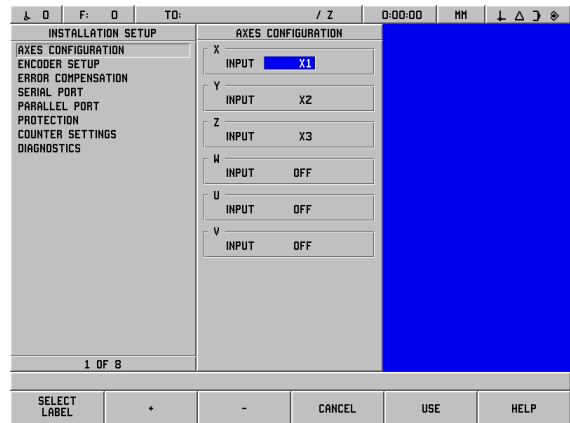 0 F: 0 T0: / Z 0:00:00 MM
INSTALLATION SETUP
AXES CONFIGURATION
ENCODER SETUP
ERROR COMPENSATION
SERIAL PORT
PARALLEL PORT
PROTECTION
COUNTER SETTINGS
DIAGNOSTICS
1 OF 8
AXES CONFIGURATION
X
INPUT X1
Y
INPUT X2
Z
INPUT X3
W
INPUT OFF
U
INPUT OFF
V
INPUT OFF
SELECT
LABEL
+
-
CANCEL
USE
HELP